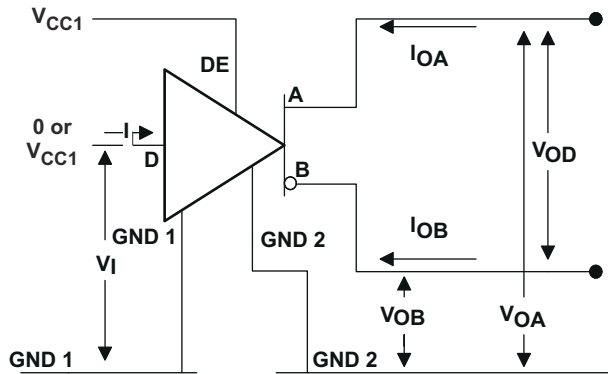 VCC1
DE
IOA
A
0 or
VCC1
I
D
B
VOD
GND 1
GND 2
IOB
VI
VOB
VOA
GND 1
GND 2